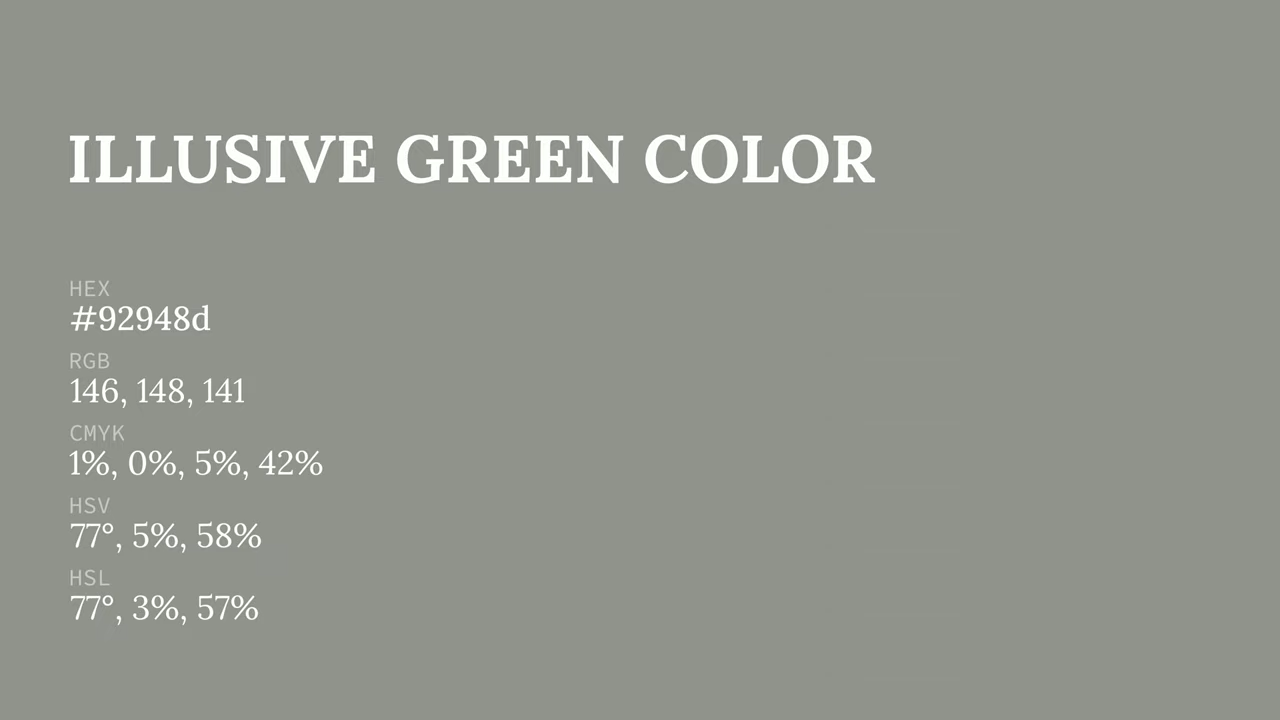 ILLUSIVE GREEN COLOR
HEX
#92948d
RGB
146, 148, 141
CMYK
1%, 0%, 5%, 42%
HSV
77°, 5%, 58%
HSL
77°, 3%, 57%